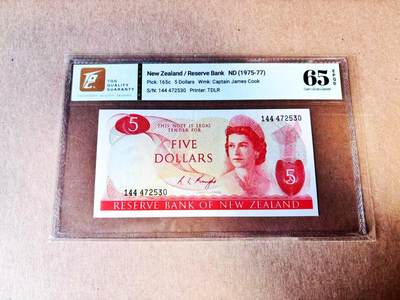 TOP
QUALITY
GUARANTY
New Zealand / Reserve Bank ND (1975-77)
Pick: 165c 5 Dollars Wmk: Captain James Cook
S/N: 144 472530 Printer: TDLR
65
5
THIS NOTE IS LEGAL
TENDER FOR
144 472530
FIVE
DOLLARS
144 472530
5
RESERVE BANK OF NEW ZEALAND